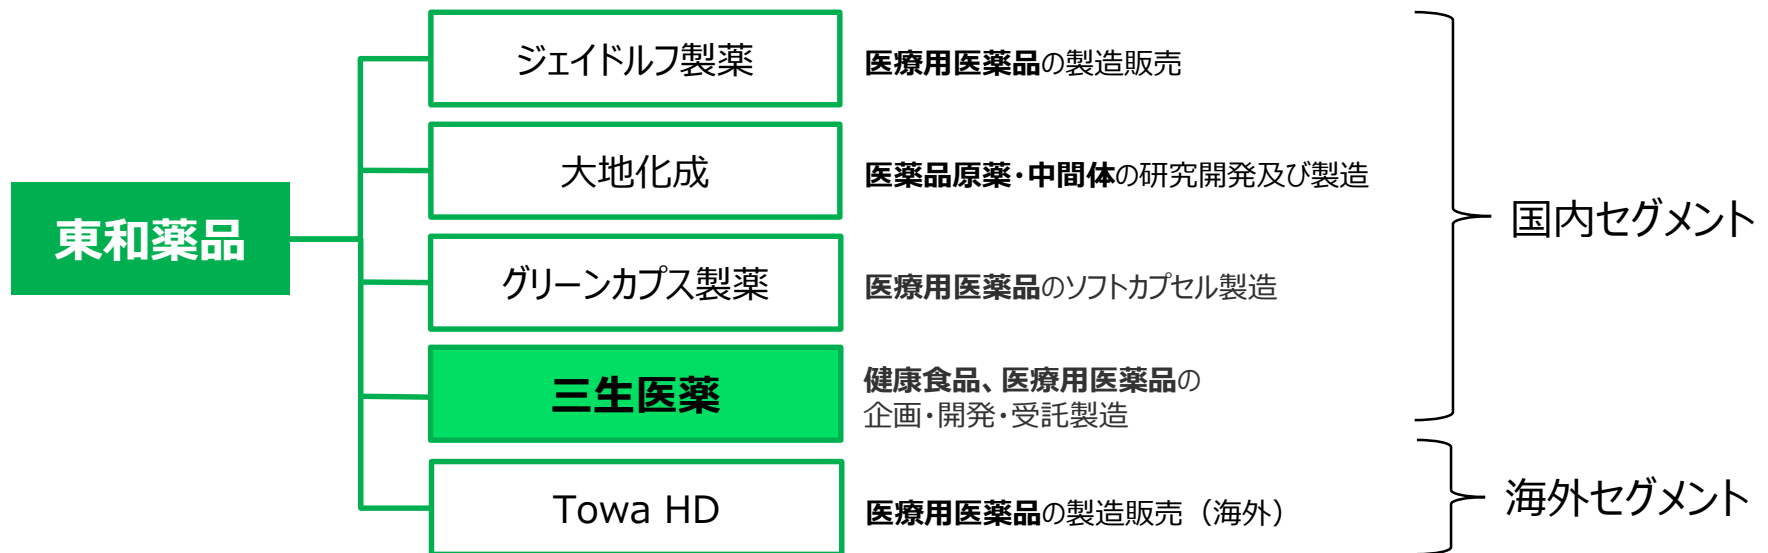 東和薬品
ジェイドルフ製薬
医療用医薬品の製造販売
大地化成
医薬品原薬・中間体の研究開発及び製造
グリーンカプス製薬
医療用医薬品のソフトカプセル製造
三生医薬
健康食品、医療用医薬品の
企画・開発・受託製造
国内セグメント
Towa HD
医療用医薬品の製造販売（海外）
海外セグメント